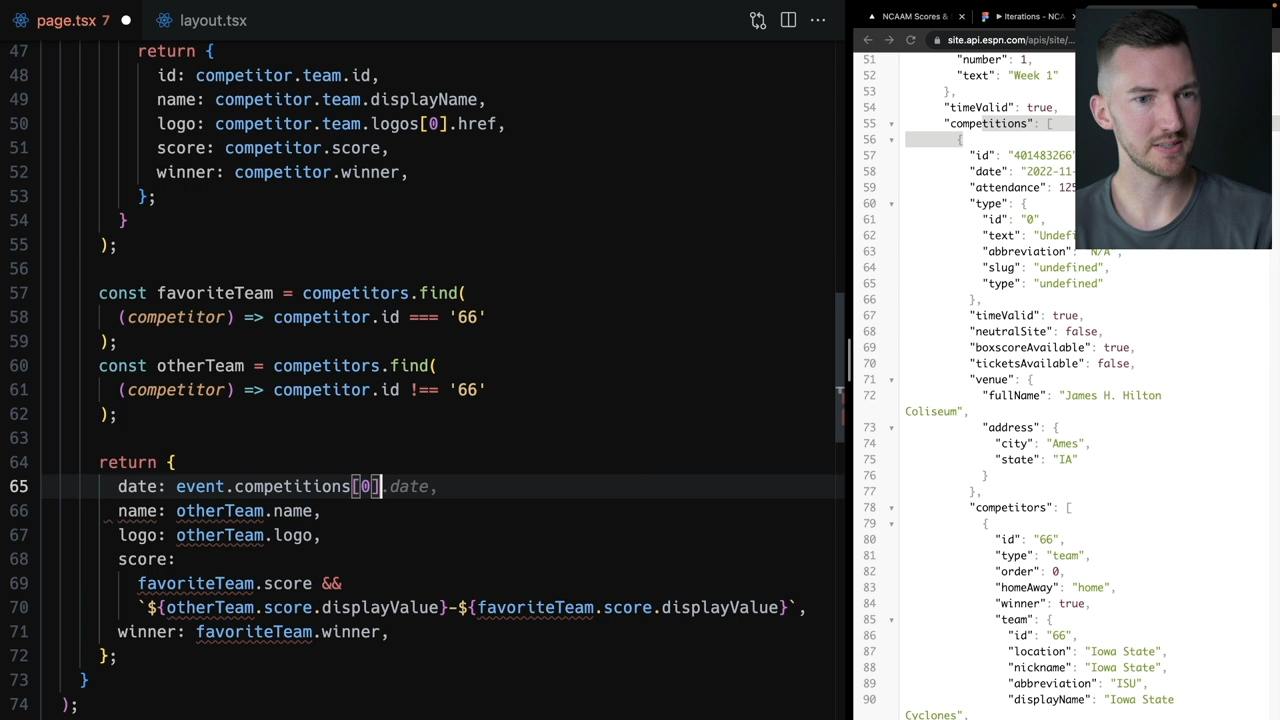 page.tsx 7
layout.tsx
47 return {
48 id: competitor.team.id,
49 name: competitor.team.displayName,
50 logo: competitor.team.logos[0].href,
51 score: competitor.score,
52 winner: competitor.winner,
53 };
54 }
55 );
56
57 const favoriteTeam = competitors.find(
58 (competitor) => competitor.id === '66'
59 );
60 const otherTeam = competitors.find(
61 (competitor) => competitor.id !== '66'
62 );
63
64 return {
65 date: event.competitions[0].date,
66 name: otherTeam.name,
67 logo: otherTeam.logo,
68 score:
69 favoriteTeam.score &&
70 `${otherTeam.score.displayValue}-${favoriteTeam.score.displayValue}`,
71 winner: favoriteTeam.winner,
72 };
73 }
74 );
NCAAM Scores &
Iterations - NCA
site.api.espn.com/apis/site/...
51 "number": 1,
52 "text": "Week 1"
53 },
54 "timeValid": true,
55 "competitions": [
56 {
57 "id": "401483266"
58 "date": "2022-11-
59 "attendance": 125
60 "type": {
61 "id": "0",
62 "text": "Undef
63 "abbreviation": "N/A",
64 "slug": "undefined",
65 "type": "undefined"
66 },
67 "timeValid": true,
68 "neutralSite": false,
69 "boxscoreAvailable": true,
70 "ticketsAvailable": false,
71 "venue": {
72 "fullName": "James H. Hilton
Coliseum",
73 "address": {
74 "city": "Ames",
75 "state": "IA"
76 }
77 },
78 "competitors": [
79 {
80 "id": "66",
81 "type": "team",
82 "order": 0,
83 "homeAway": "home",
84 "winner": true,
85 "team": {
86 "id": "66",
87 "location": "Iowa State",
88 "nickname": "Iowa State",
89 "abbreviation": "ISU",
90 "displayName": "Iowa State
Cyclones",